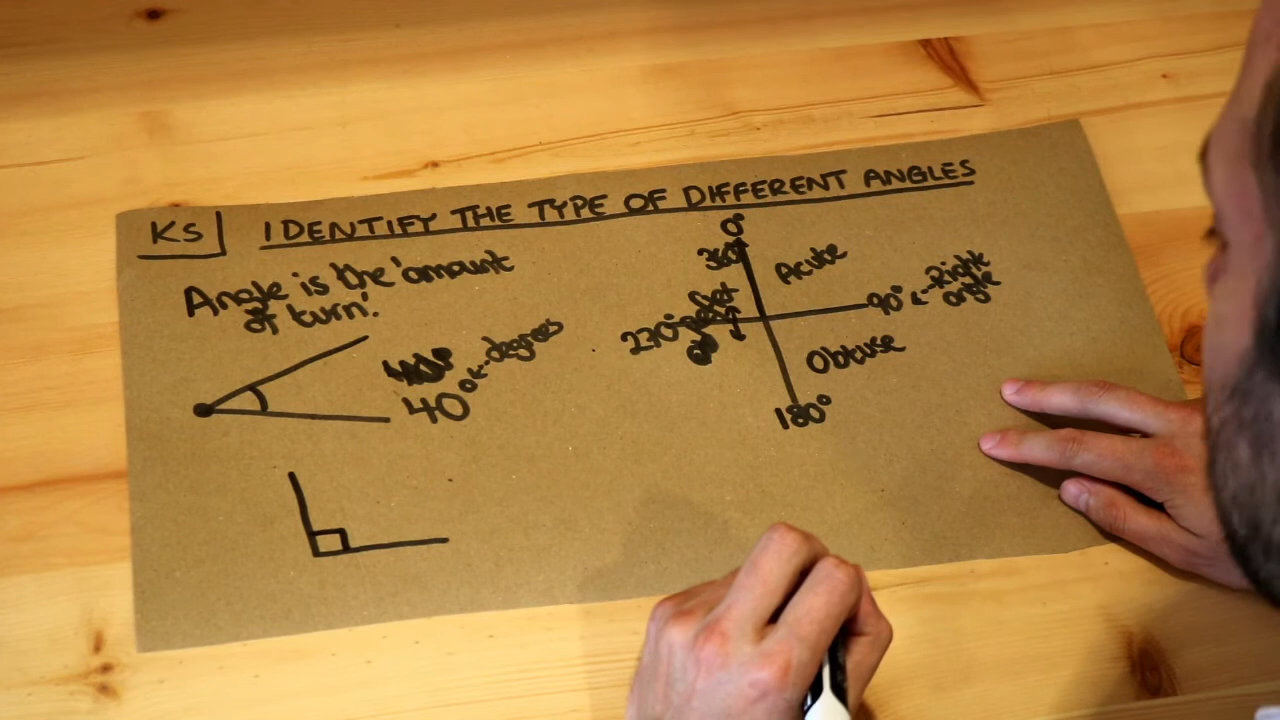 KS IDENTIFY THE TYPE OF DIFFERENT ANGLES
Angle is the 'amount
of turn'.
40° ← degrees
0°
360°
Acute
90° ← Right
angle
270°
Obtuse
180°